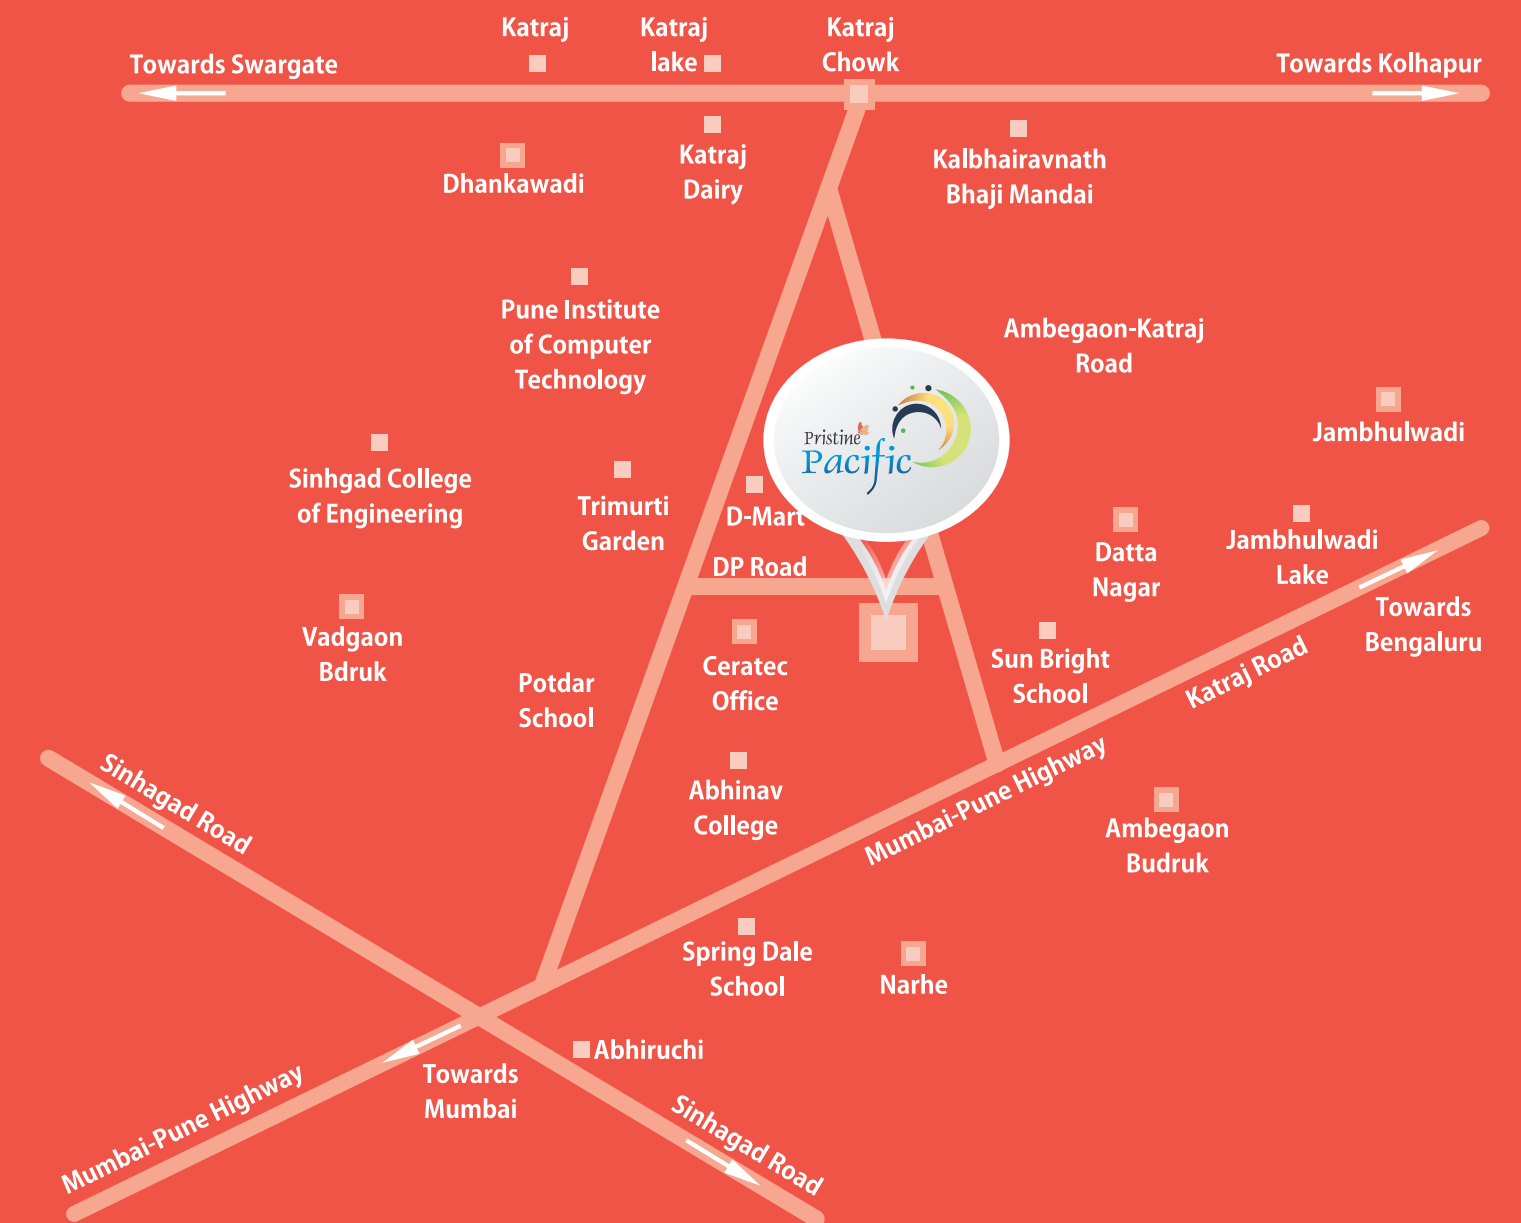 Katraj
Katraj
lake
Katraj
Chowk
Towards Swargate
Towards Kolhapur
Dhankawadi
Katraj
Dairy
Kalbhairavnath
Bhaji Mandai
Pune Institute
of Computer
Technology
Ambegaon-Katraj
Road
Jambhulwadi
Pristine
Pacific
Sinhgad College
of Engineering
Trimurti
Garden
D-Mart
DP Road
Datta
Nagar
Jambhulwadi
Lake
Towards
Bengaluru
Vadgaon
Bdruk
Potdar
School
Ceratec
Office
Sun Bright
School
Katraj Road
Mumbai-Pune Highway
Abhinav
College
Ambegaon
Budruk
Sinhagad Road
Spring Dale
School
Narhe
Abhiruchi
Towards
Mumbai
Mumbai-Pune Highway
Sinhagad Road